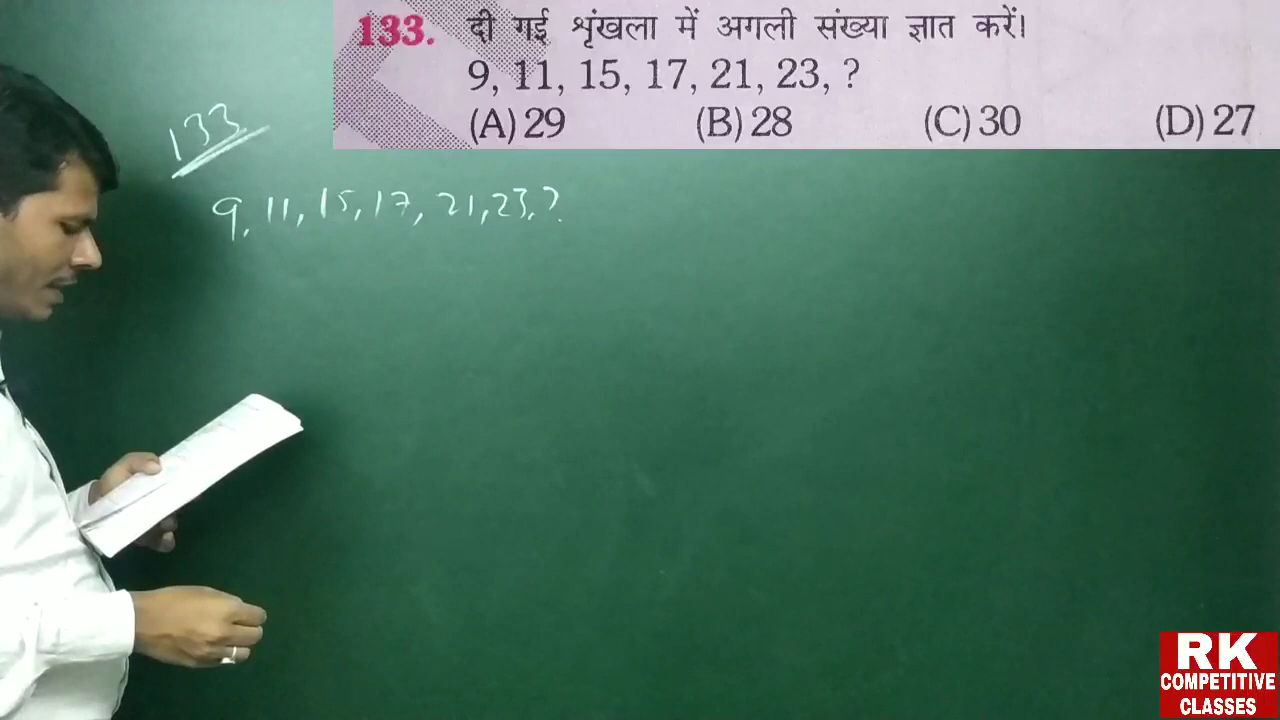 133. दी गई शृंखला में अगली संख्या ज्ञात करें।
9, 11, 15, 17, 21, 23, ?
(A) 29 (B) 28 (C) 30 (D) 27
133
9, 11, 15, 17, 21, 23, ?
RK
COMPETITIVE
CLASSES